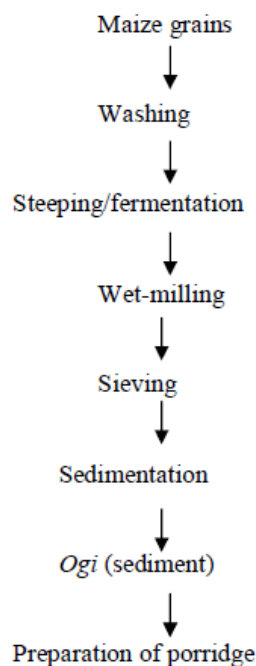 Maize grains
Washing
Steeping/fermentation
Wet-milling
Sieving
Sedimentation
Ogi (sediment)
Preparation of porridge